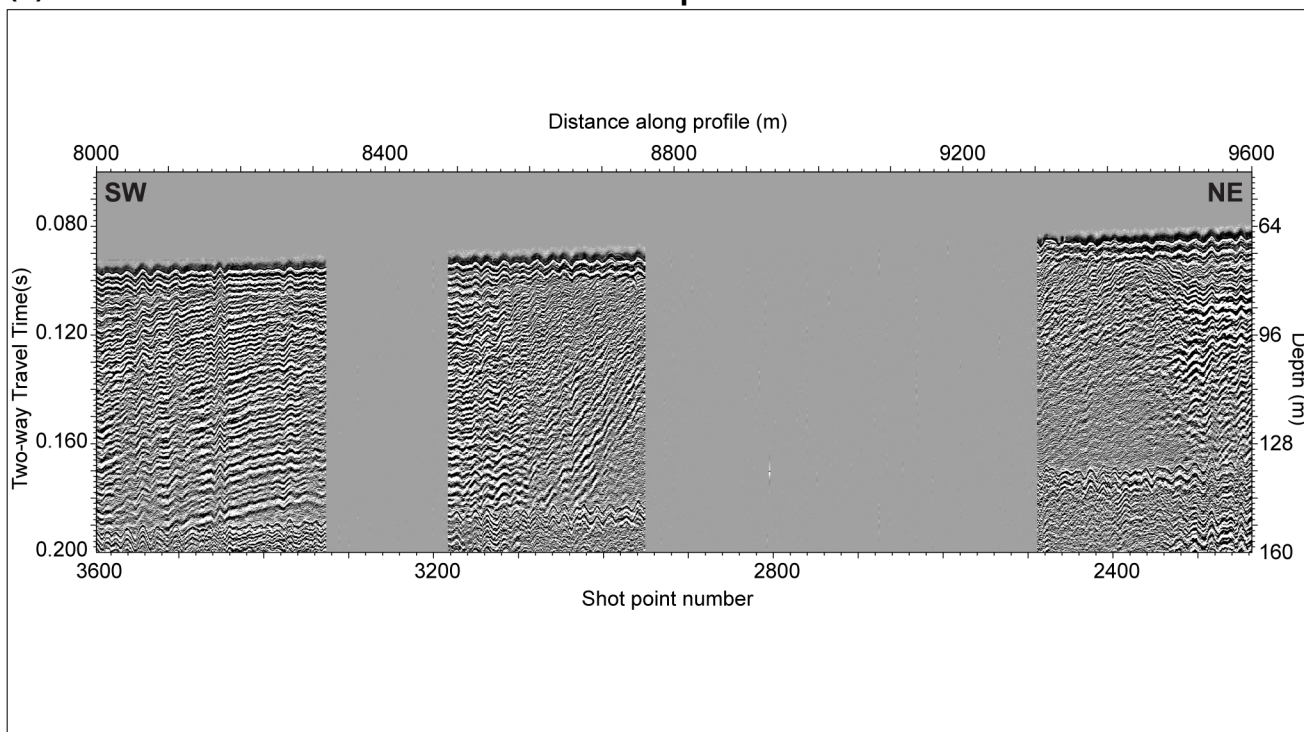 Distance along profile (m)
8000 8400 8800 9200 9600
SW NE
0.080 64
0.120 96
0.160 128
0.200 160
Two-way Travel Time(s)
Depth (m)
3600 3200 2800 2400
Shot point number